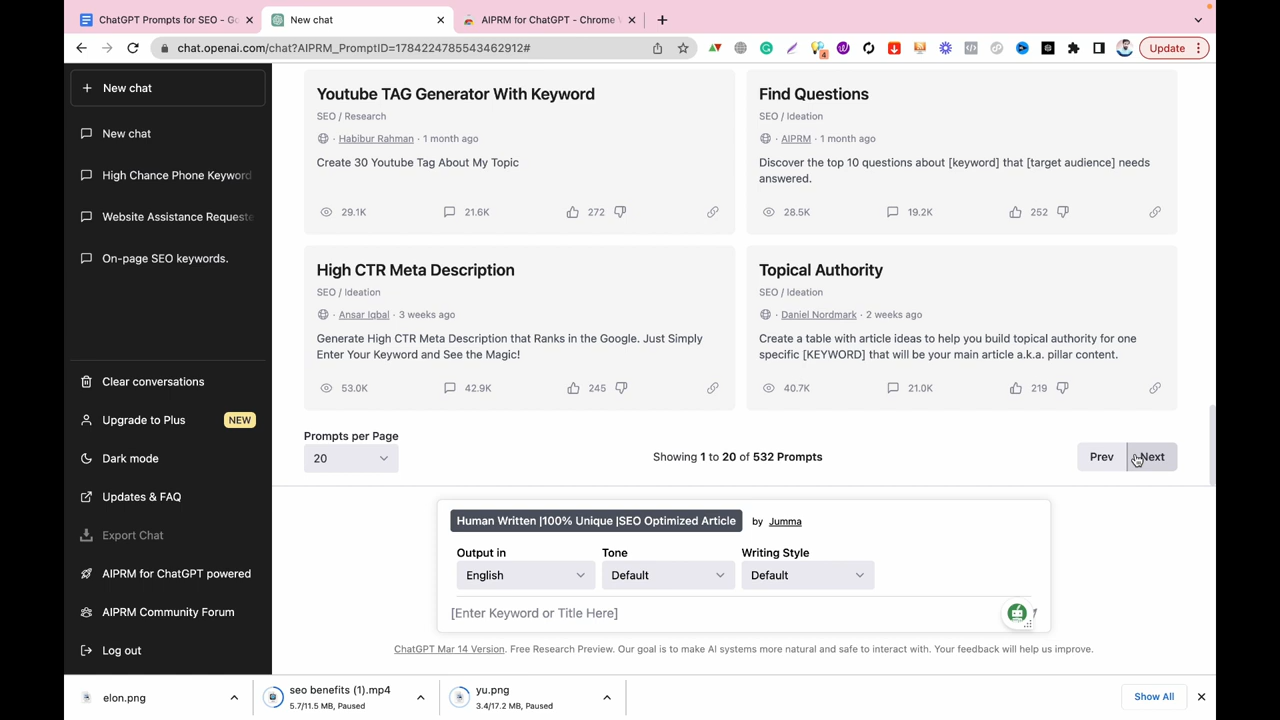 ChatGPT Prompts for SEO - Go
New chat
AIPRM for ChatGPT - Chrome
chat.openai.com/chat?AIPRM_PromptID=1784224785543462912#
4
Update
New chat
New chat
High Chance Phone Keyword
Website Assistance Requeste
On-page SEO keywords.
Clear conversations
Upgrade to Plus
NEW
Dark mode
Updates & FAQ
Export Chat
AIPRM for ChatGPT powered
AIPRM Community Forum
Log out
Youtube TAG Generator With Keyword
SEO / Research
Habibur Rahman · 1 month ago
Create 30 Youtube Tag About My Topic
29.1K 21.6K 272
Find Questions
SEO / Ideation
AIPRM · 1 month ago
Discover the top 10 questions about [keyword] that [target audience] needs
answered.
28.5K 19.2K 252
High CTR Meta Description
SEO / Ideation
Ansar Iqbal · 3 weeks ago
Generate High CTR Meta Description that Ranks in the Google. Just Simply
Enter Your Keyword and See the Magic!
53.0K 42.9K 245
Topical Authority
SEO / Ideation
Daniel Nordmark · 2 weeks ago
Create a table with article ideas to help you build topical authority for one
specific [KEYWORD] that will be your main article a.k.a. pillar content.
40.7K 21.0K 219
Prompts per Page
20
Showing 1 to 20 of 532 Prompts
Prev Next
Human Written |100% Unique |SEO Optimized Article by Jumma
Output in Tone Writing Style
English Default Default
[Enter Keyword or Title Here]
ChatGPT Mar 14 Version. Free Research Preview. Our goal is to make AI systems more natural and safe to interact with. Your feedback will help us improve.
elon.png
seo benefits (1).mp4
5.7/11.5 MB, Paused
yu.png
3.4/17.2 MB, Paused
Show All